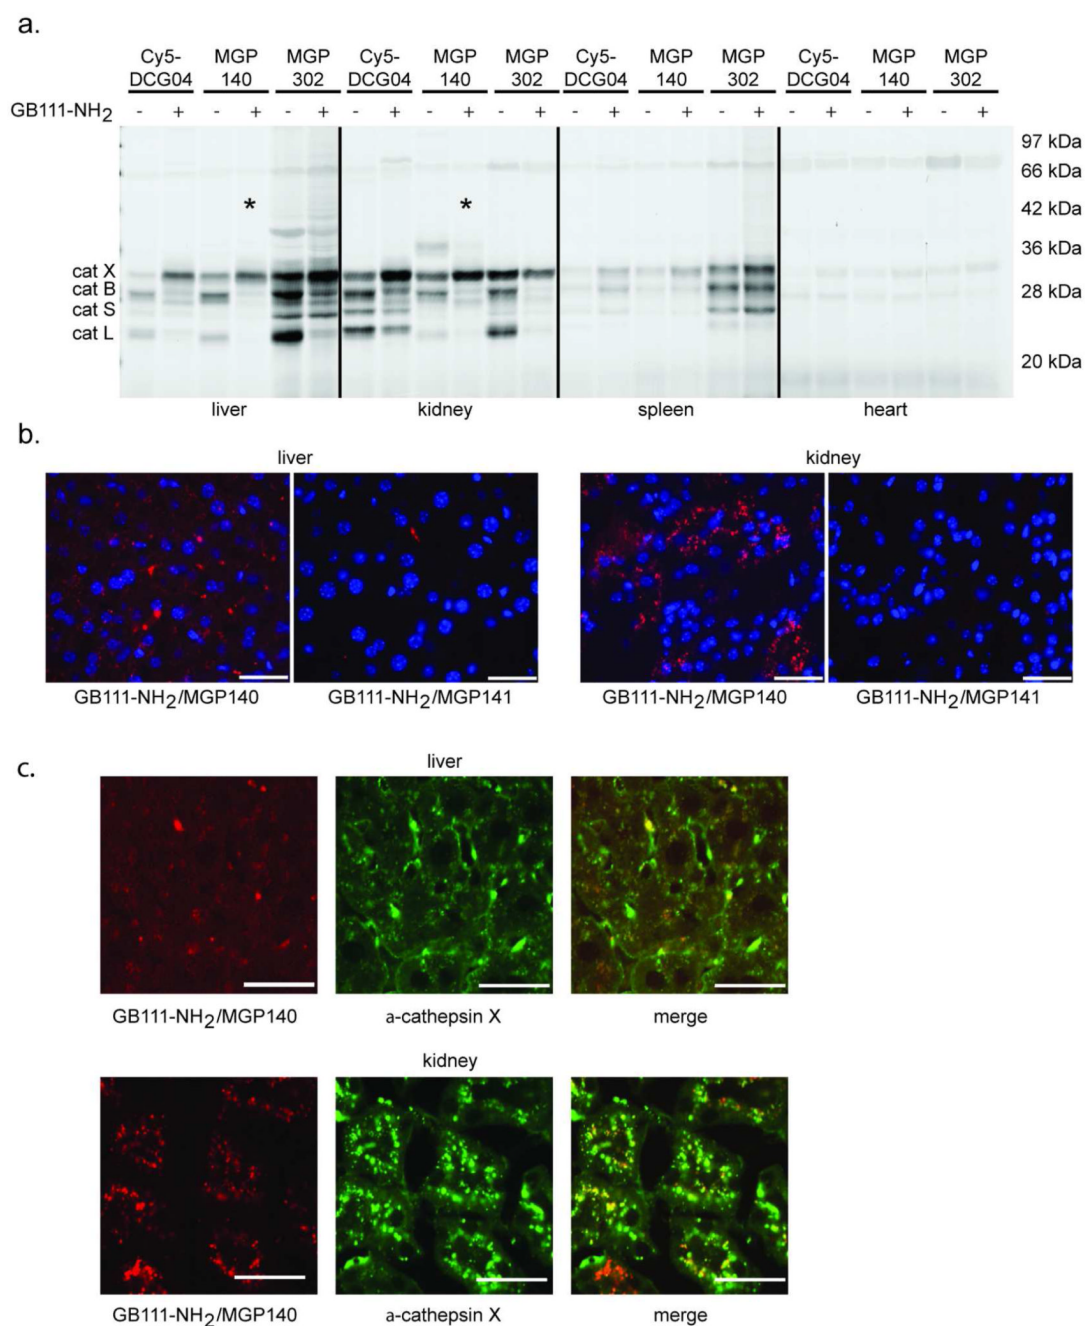 a.
Cy5- MGP MGP Cy5- MGP MGP Cy5- MGP MGP Cy5- MGP MGP
DCG04 140 302 DCG04 140 302 DCG04 140 302 DCG04 140 302
GB111-NH2 - + - + - + - + - + - + - + - + - + - + - + - +
97 kDa
66 kDa
* * 42 kDa
36 kDa
cat X
cat B 28 kDa
cat S
cat L
20 kDa
liver kidney spleen heart
b.
liver kidney
GB111-NH2/MGP140 GB111-NH2/MGP141 GB111-NH2/MGP140 GB111-NH2/MGP141
c.
liver
GB111-NH2/MGP140 a-cathepsin X merge
kidney
GB111-NH2/MGP140 a-cathepsin X merge